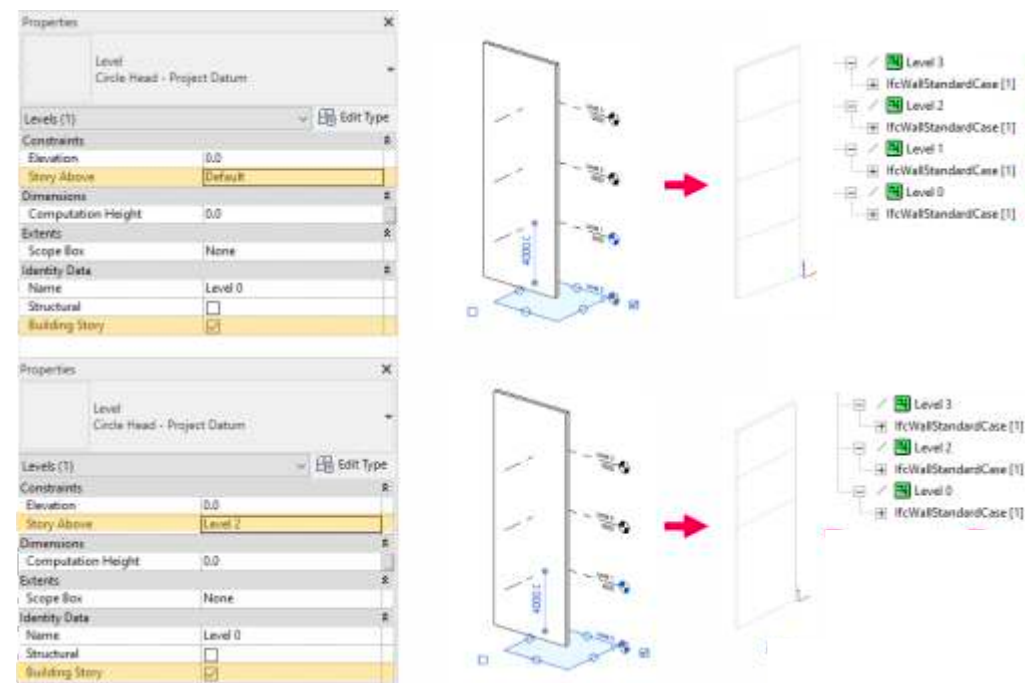 Properties
Level
Circle Head - Project Datum
Levels (1)
Edit Type
Constraints
Elevation 0.0
Story Above Default
Dimensions
Computation Height 0.0
Extents
Scope Box None
Identity Data
Name Level 0
Structural
Building Story
4000.0
Level 3
IfcWallStandardCase [1]
Level 2
IfcWallStandardCase [1]
Level 1
IfcWallStandardCase [1]
Level 0
IfcWallStandardCase [1]
Properties
Level
Circle Head - Project Datum
Levels (1)
Edit Type
Constraints
Elevation 0.0
Story Above Level 2
Dimensions
Computation Height 0.0
Extents
Scope Box None
Identity Data
Name Level 0
Structural
Building Story
4000.0
Level 3
IfcWallStandardCase [1]
Level 2
IfcWallStandardCase [1]
Level 0
IfcWallStandardCase [1]